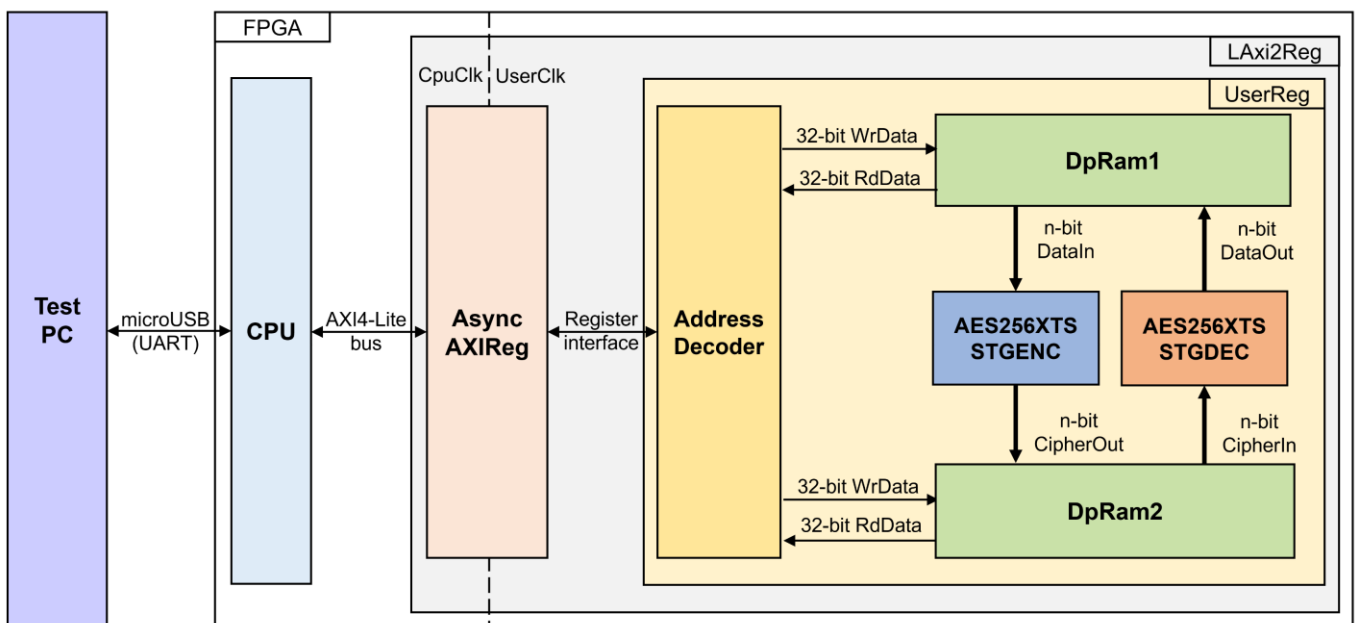 FPGA
LAxi2Reg
CpuClk
UserClk
UserReg
32-bit WrData
DpRam1
32-bit RdData
n-bit
DataIn
n-bit
DataOut
Test
PC
microUSB
(UART)
CPU
AXI4-Lite
bus
Async
AXIReg
Register
interface
Address
Decoder
AES256XTS
STGENC
AES256XTS
STGDEC
n-bit
CipherOut
n-bit
CipherIn
32-bit WrData
DpRam2
32-bit RdData